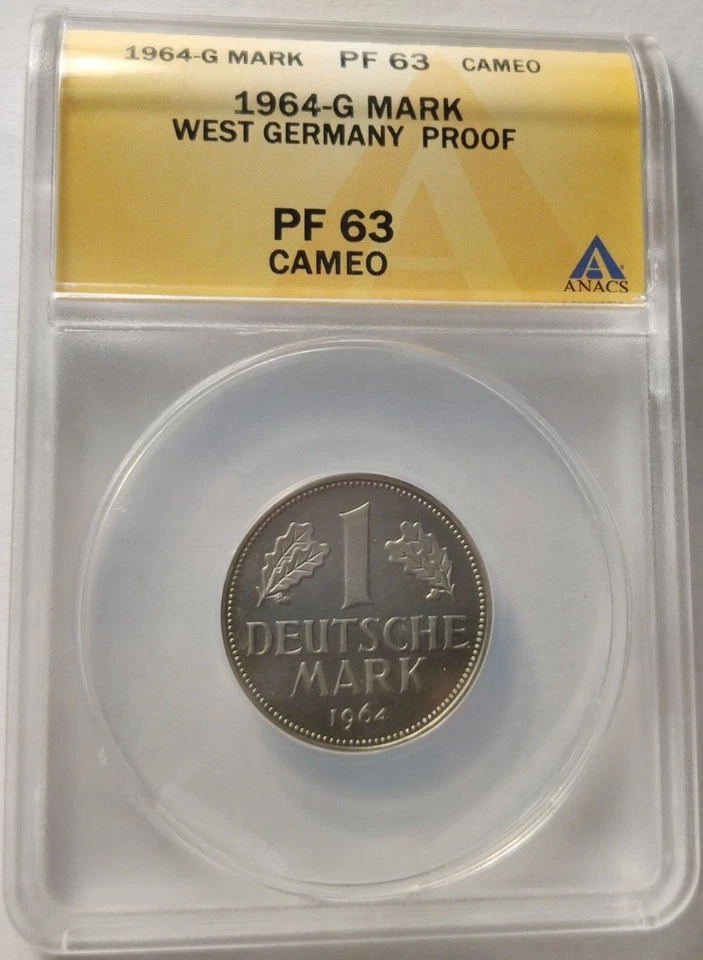 1964-G MARK PF 63 CAMEO
1964-G MARK
WEST GERMANY PROOF
PF 63
CAMEO
ANACS
1
DEUTSCHE
MARK
1964